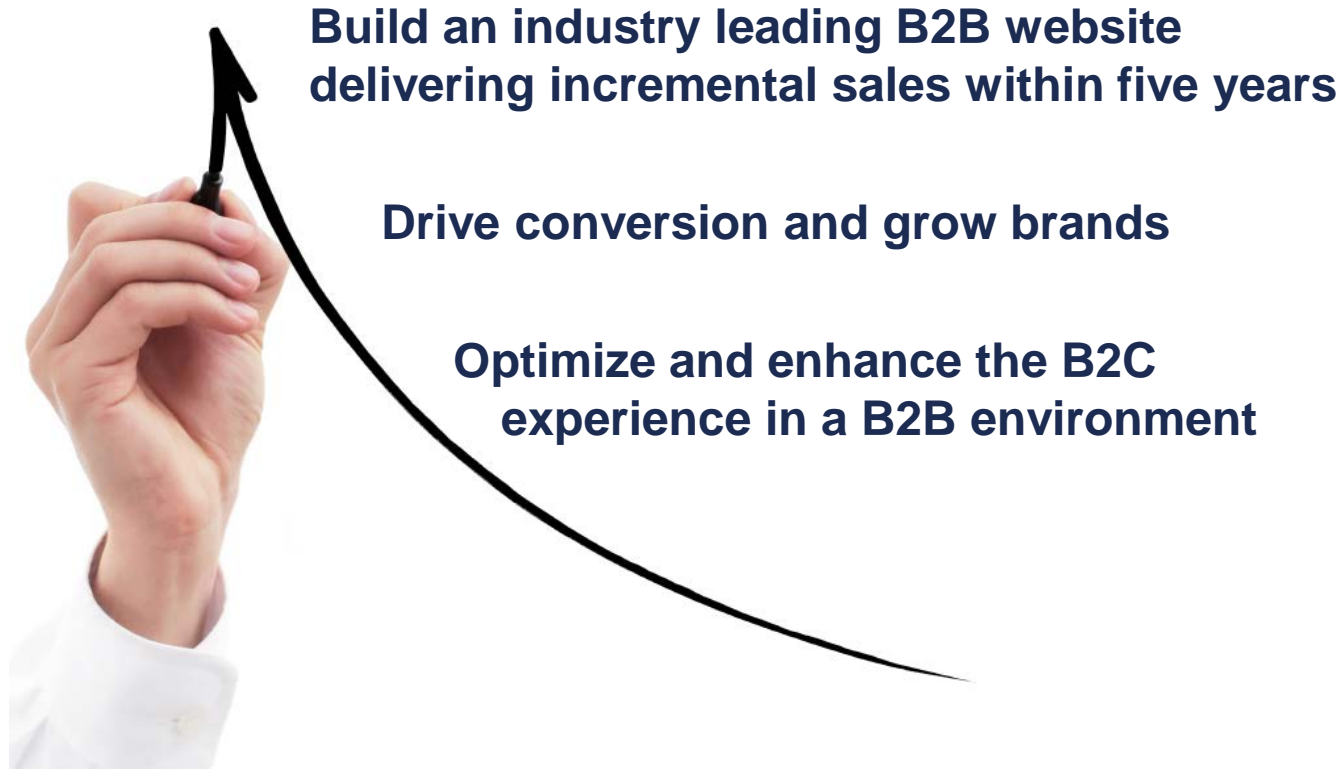 Build an industry leading B2B website
delivering incremental sales within five years
Drive conversion and grow brands
Optimize and enhance the B2C
experience in a B2B environment